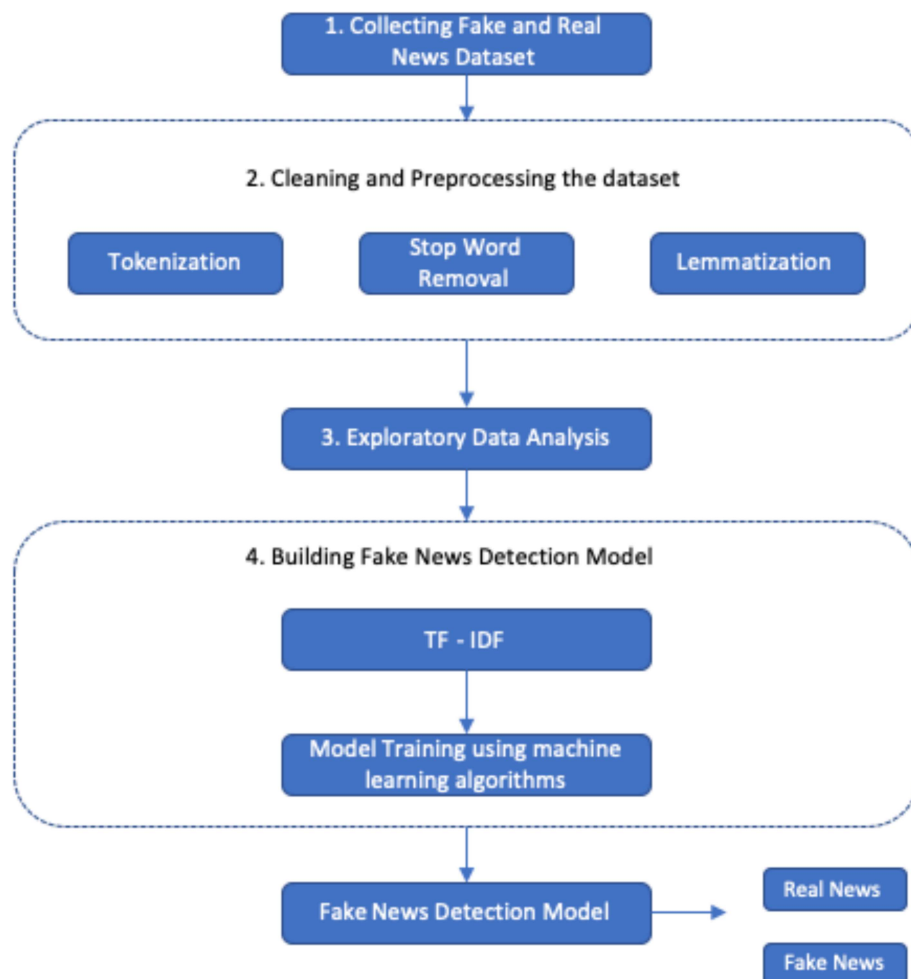 1. Collecting Fake and Real
News Dataset
2. Cleaning and Preprocessing the dataset
Tokenization
Stop Word
Removal
Lemmatization
3. Exploratory Data Analysis
4. Building Fake News Detection Model
TF - IDF
Model Training using machine
learning algorithms
Fake News Detection Model
Real News
Fake News